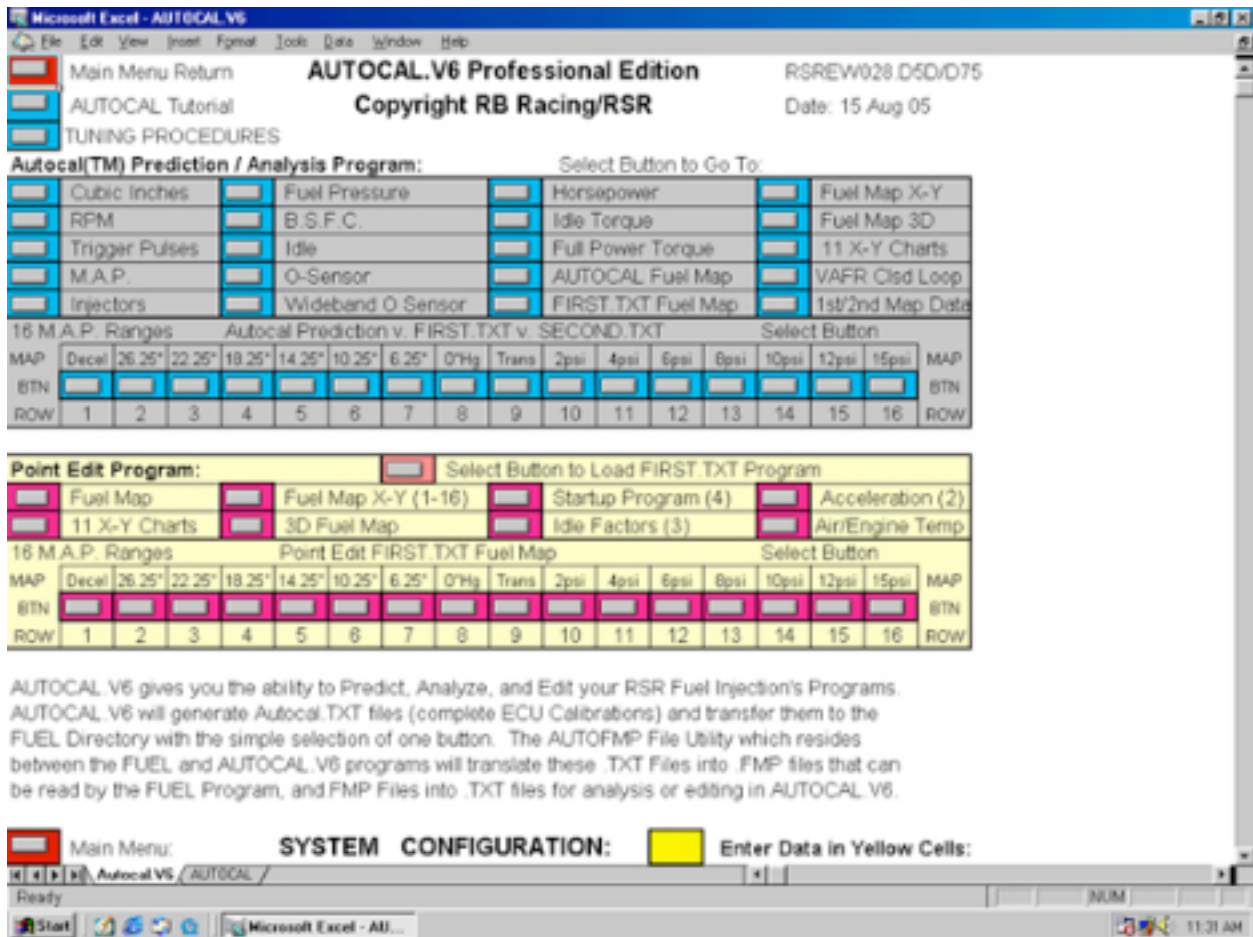 Microsoft Excel - AUTOCAL.V6
File Edit View Insert Format Tools Data Window Help
Main Menu Return AUTOCAL.V6 Professional Edition RSREW028.D5D/D75
AUTOCAL Tutorial Copyright RB Racing/RSR Date: 15 Aug 05
TUNING PROCEDURES
Autocal(TM) Prediction / Analysis Program: Select Button to Go To:
Cubic Inches Fuel Pressure Horsepower Fuel Map X-Y
RPM B.S.F.C. Idle Torque Fuel Map 3D
Trigger Pulses Idle Full Power Torque 11 X-Y Charts
M.A.P. O-Sensor AUTOCAL Fuel Map VAFR Clsd Loop
Injectors Wideband O Sensor FIRST.TXT Fuel Map 1st/2nd Map Data
16 M.A.P. Ranges Autocal Prediction v. FIRST.TXT v. SECOND.TXT Select Button
MAP Decel 26.25" 22.25" 18.25" 14.25" 10.25" 6.25" 0"Hg Trans 2psi 4psi 6psi 8psi 10psi 12psi 15psi MAP
BTN BTN
ROW 1 2 3 4 5 6 7 8 9 10 11 12 13 14 15 16 ROW
Point Edit Program: Select Button to Load FIRST.TXT Program
Fuel Map Fuel Map X-Y (1-16) Startup Program (4) Acceleration (2)
11 X-Y Charts 3D Fuel Map Idle Factors (3) Air/Engine Temp
16 M.A.P. Ranges Point Edit FIRST.TXT Fuel Map Select Button
MAP Decel 26.25" 22.25" 18.25" 14.25" 10.25" 6.25" 0"Hg Trans 2psi 4psi 6psi 8psi 10psi 12psi 15psi MAP
BTN BTN
ROW 1 2 3 4 5 6 7 8 9 10 11 12 13 14 15 16 ROW
AUTOCAL.V6 gives you the ability to Predict, Analyze, and Edit your RSR Fuel Injection's Programs.
AUTOCAL.V6 will generate Autocal.TXT files (complete ECU Calibrations) and transfer them to the
FUEL Directory with the simple selection of one button. The AUTOFMP File Utility which resides
between the FUEL and AUTOCAL.V6 programs will translate these .TXT Files into .FMP files that can
be read by the FUEL Program, and FMP Files into .TXT files for analysis or editing in AUTOCAL.V6.
Main Menu: SYSTEM CONFIGURATION: Enter Data in Yellow Cells:
Autocal V6 AUTOCAL
Ready NUM
Start Microsoft Excel - AU... 11:31 AM